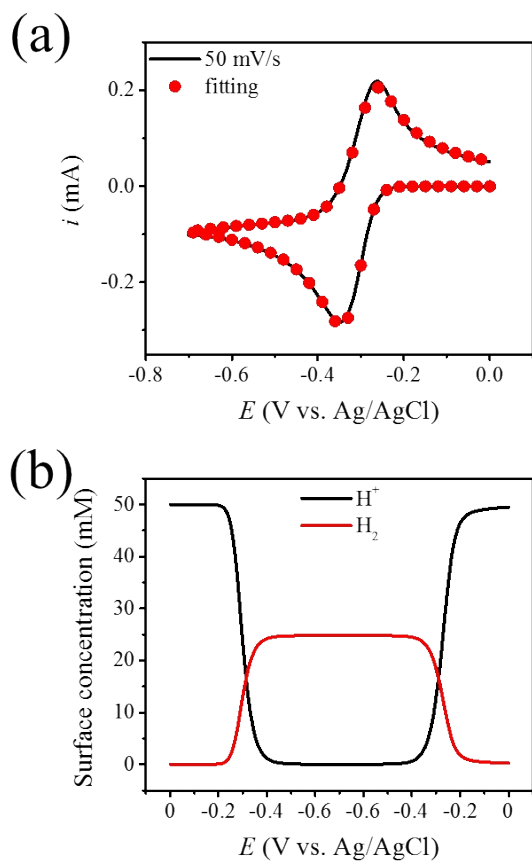 (a)
50 mV/s
fitting
0.2
0.0
-0.2
i (mA)
-0.8 -0.6 -0.4 -0.2 0.0
E (V vs. Ag/AgCl)
(b)
H⁺
H₂
50
40
30
20
10
0
Surface concentration (mM)
0 -0.2 -0.4 -0.6 -0.6 -0.4 -0.2 0
E (V vs. Ag/AgCl)